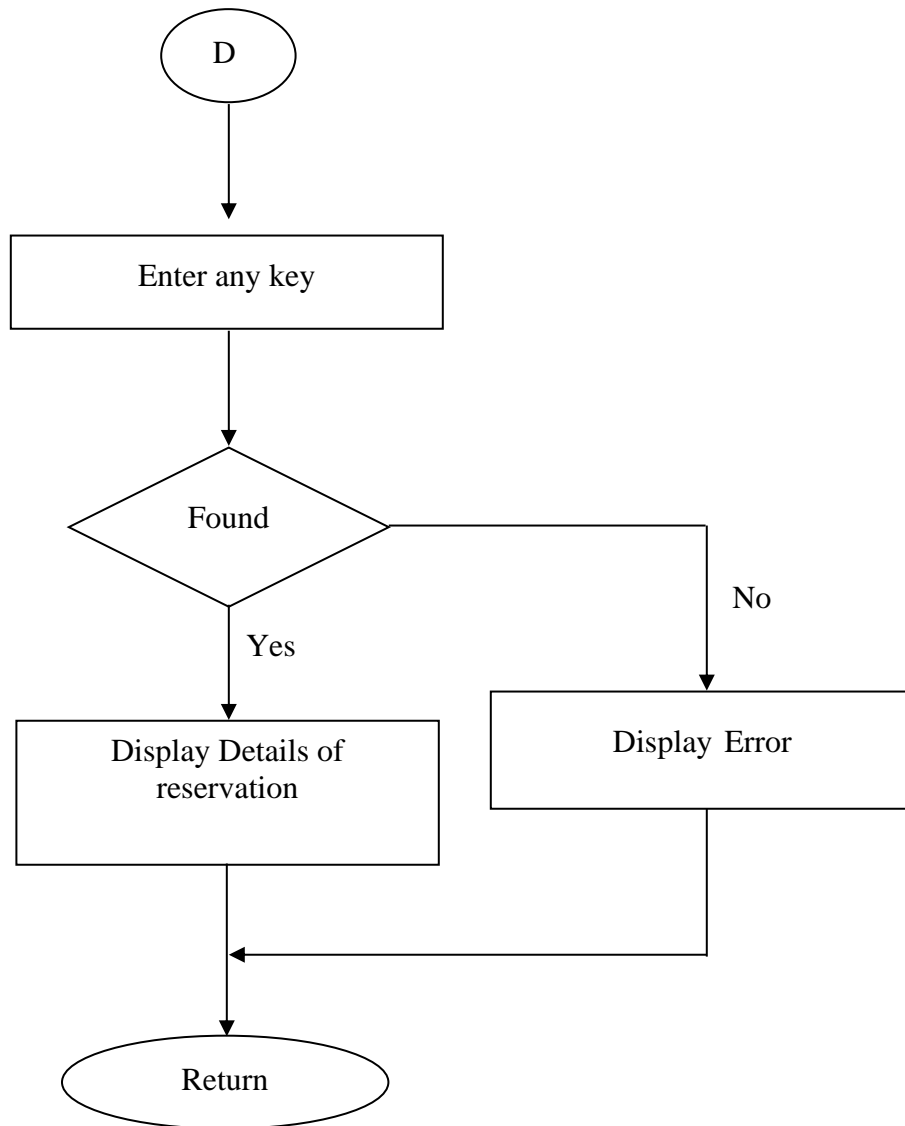 D
Enter any key
Found
No
Yes
Display Details of
reservation
Display Error
Return